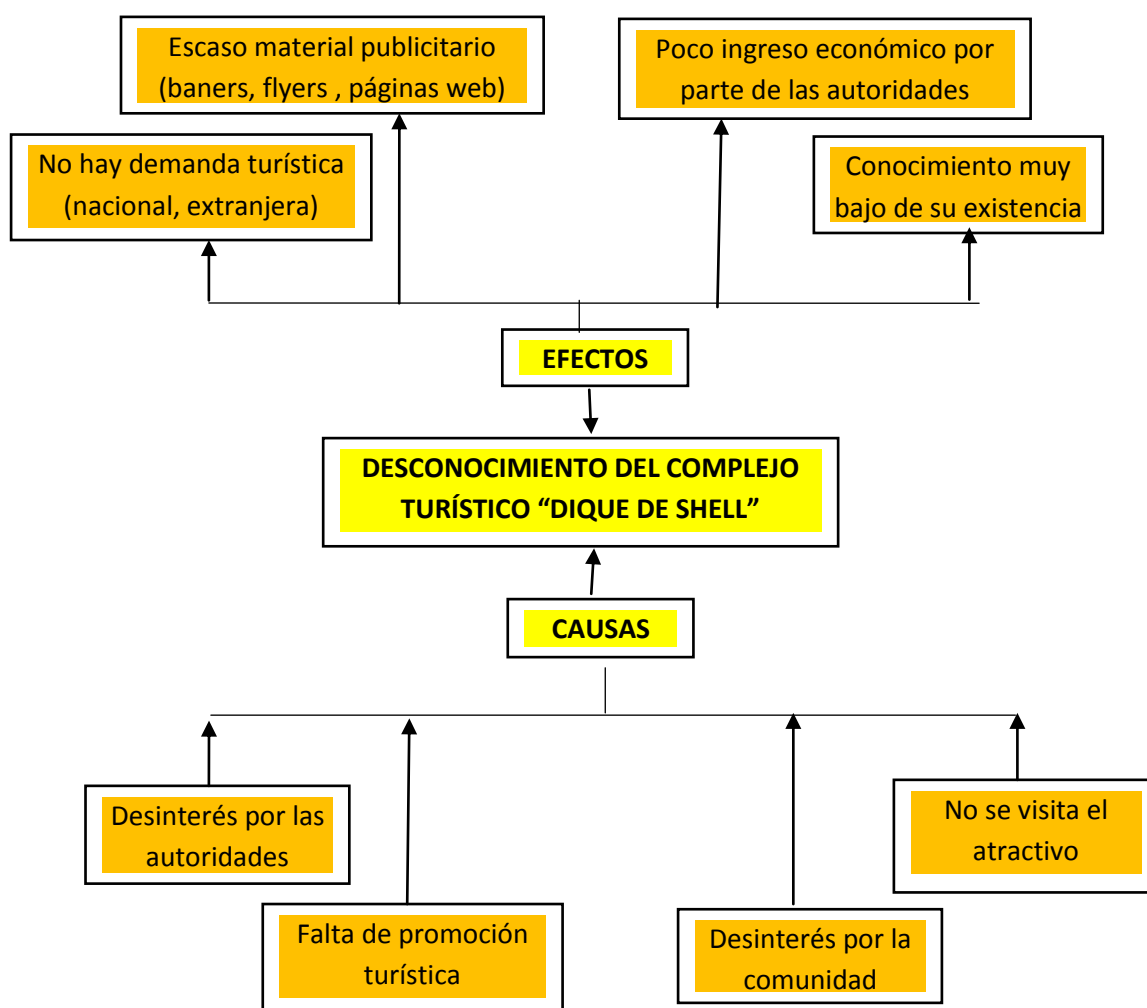 Escaso material publicitario
(baners, flyers , páginas web)
Poco ingreso económico por
parte de las autoridades
No hay demanda turística
(nacional, extranjera)
Conocimiento muy
bajo de su existencia
EFECTOS
DESCONOCIMIENTO DEL COMPLEJO
TURÍSTICO “DIQUE DE SHELL”
CAUSAS
Desinterés por las
autoridades
No se visita el
atractivo
Falta de promoción
turística
Desinterés por la
comunidad